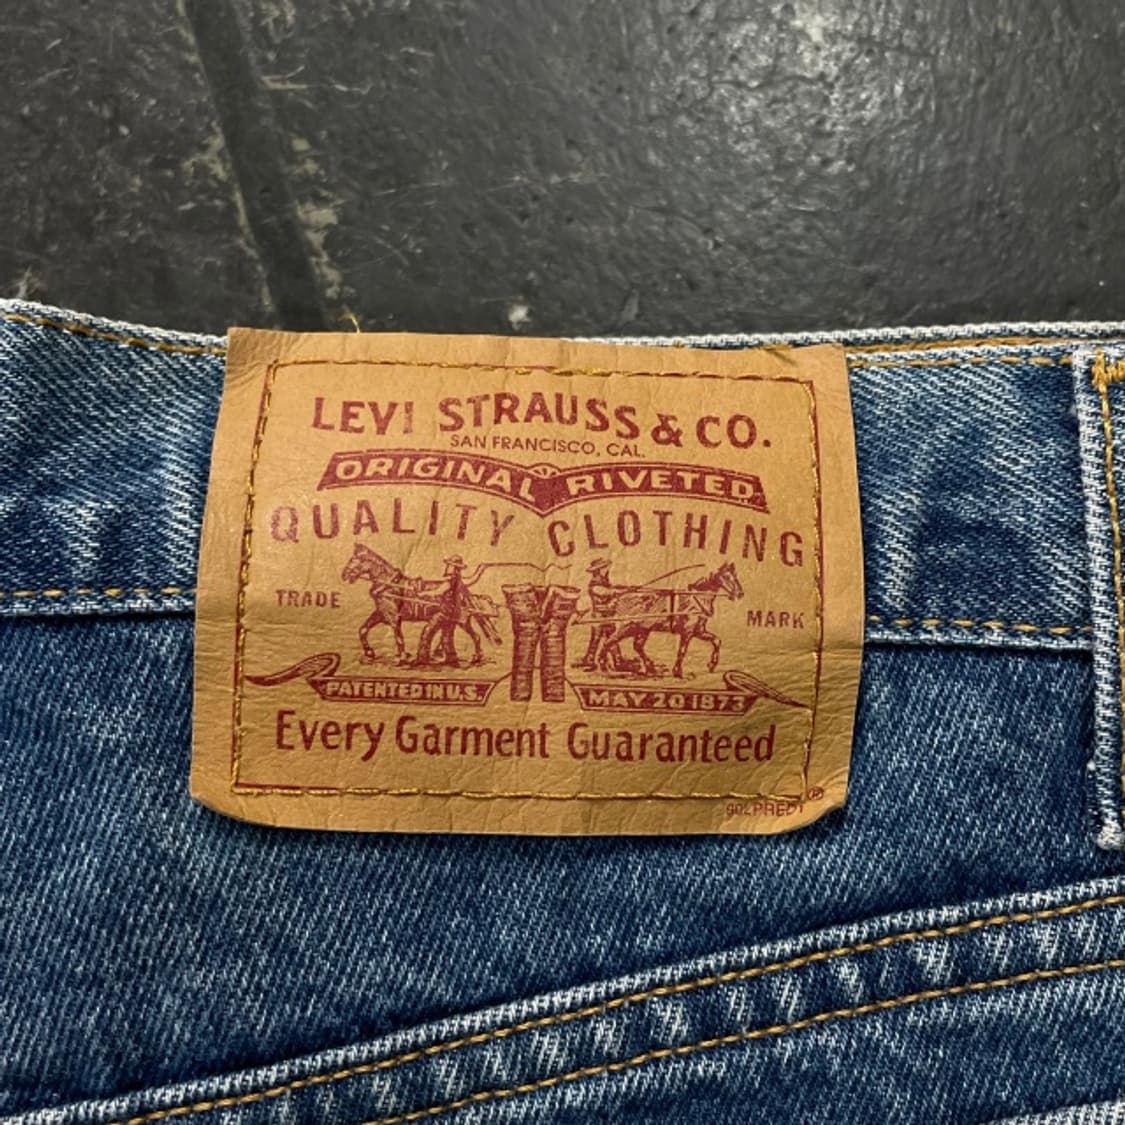 LEVI STRAUSS & CO.
SAN FRANCISCO, CAL.
ORIGINAL RIVETED
QUALITY CLOTHING
TRADE MARK
PATENTED IN U.S. MAY 20 1873
Every Garment Guaranteed
®